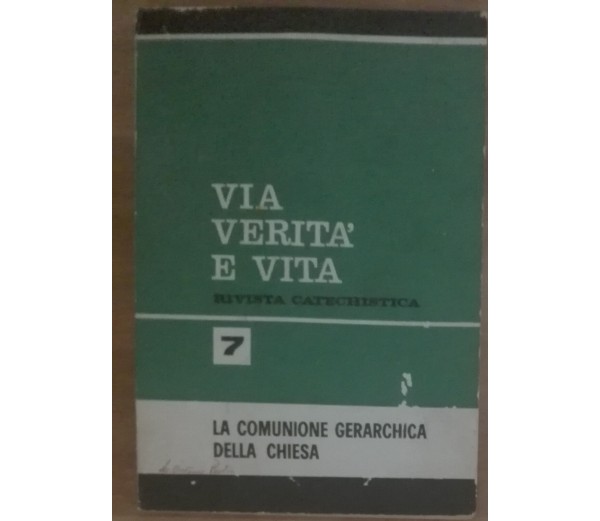 VIA
VERITA'
E VITA
RIVISTA CATECHISTICA
7
LA COMUNIONE GERARCHICA
DELLA CHIESA